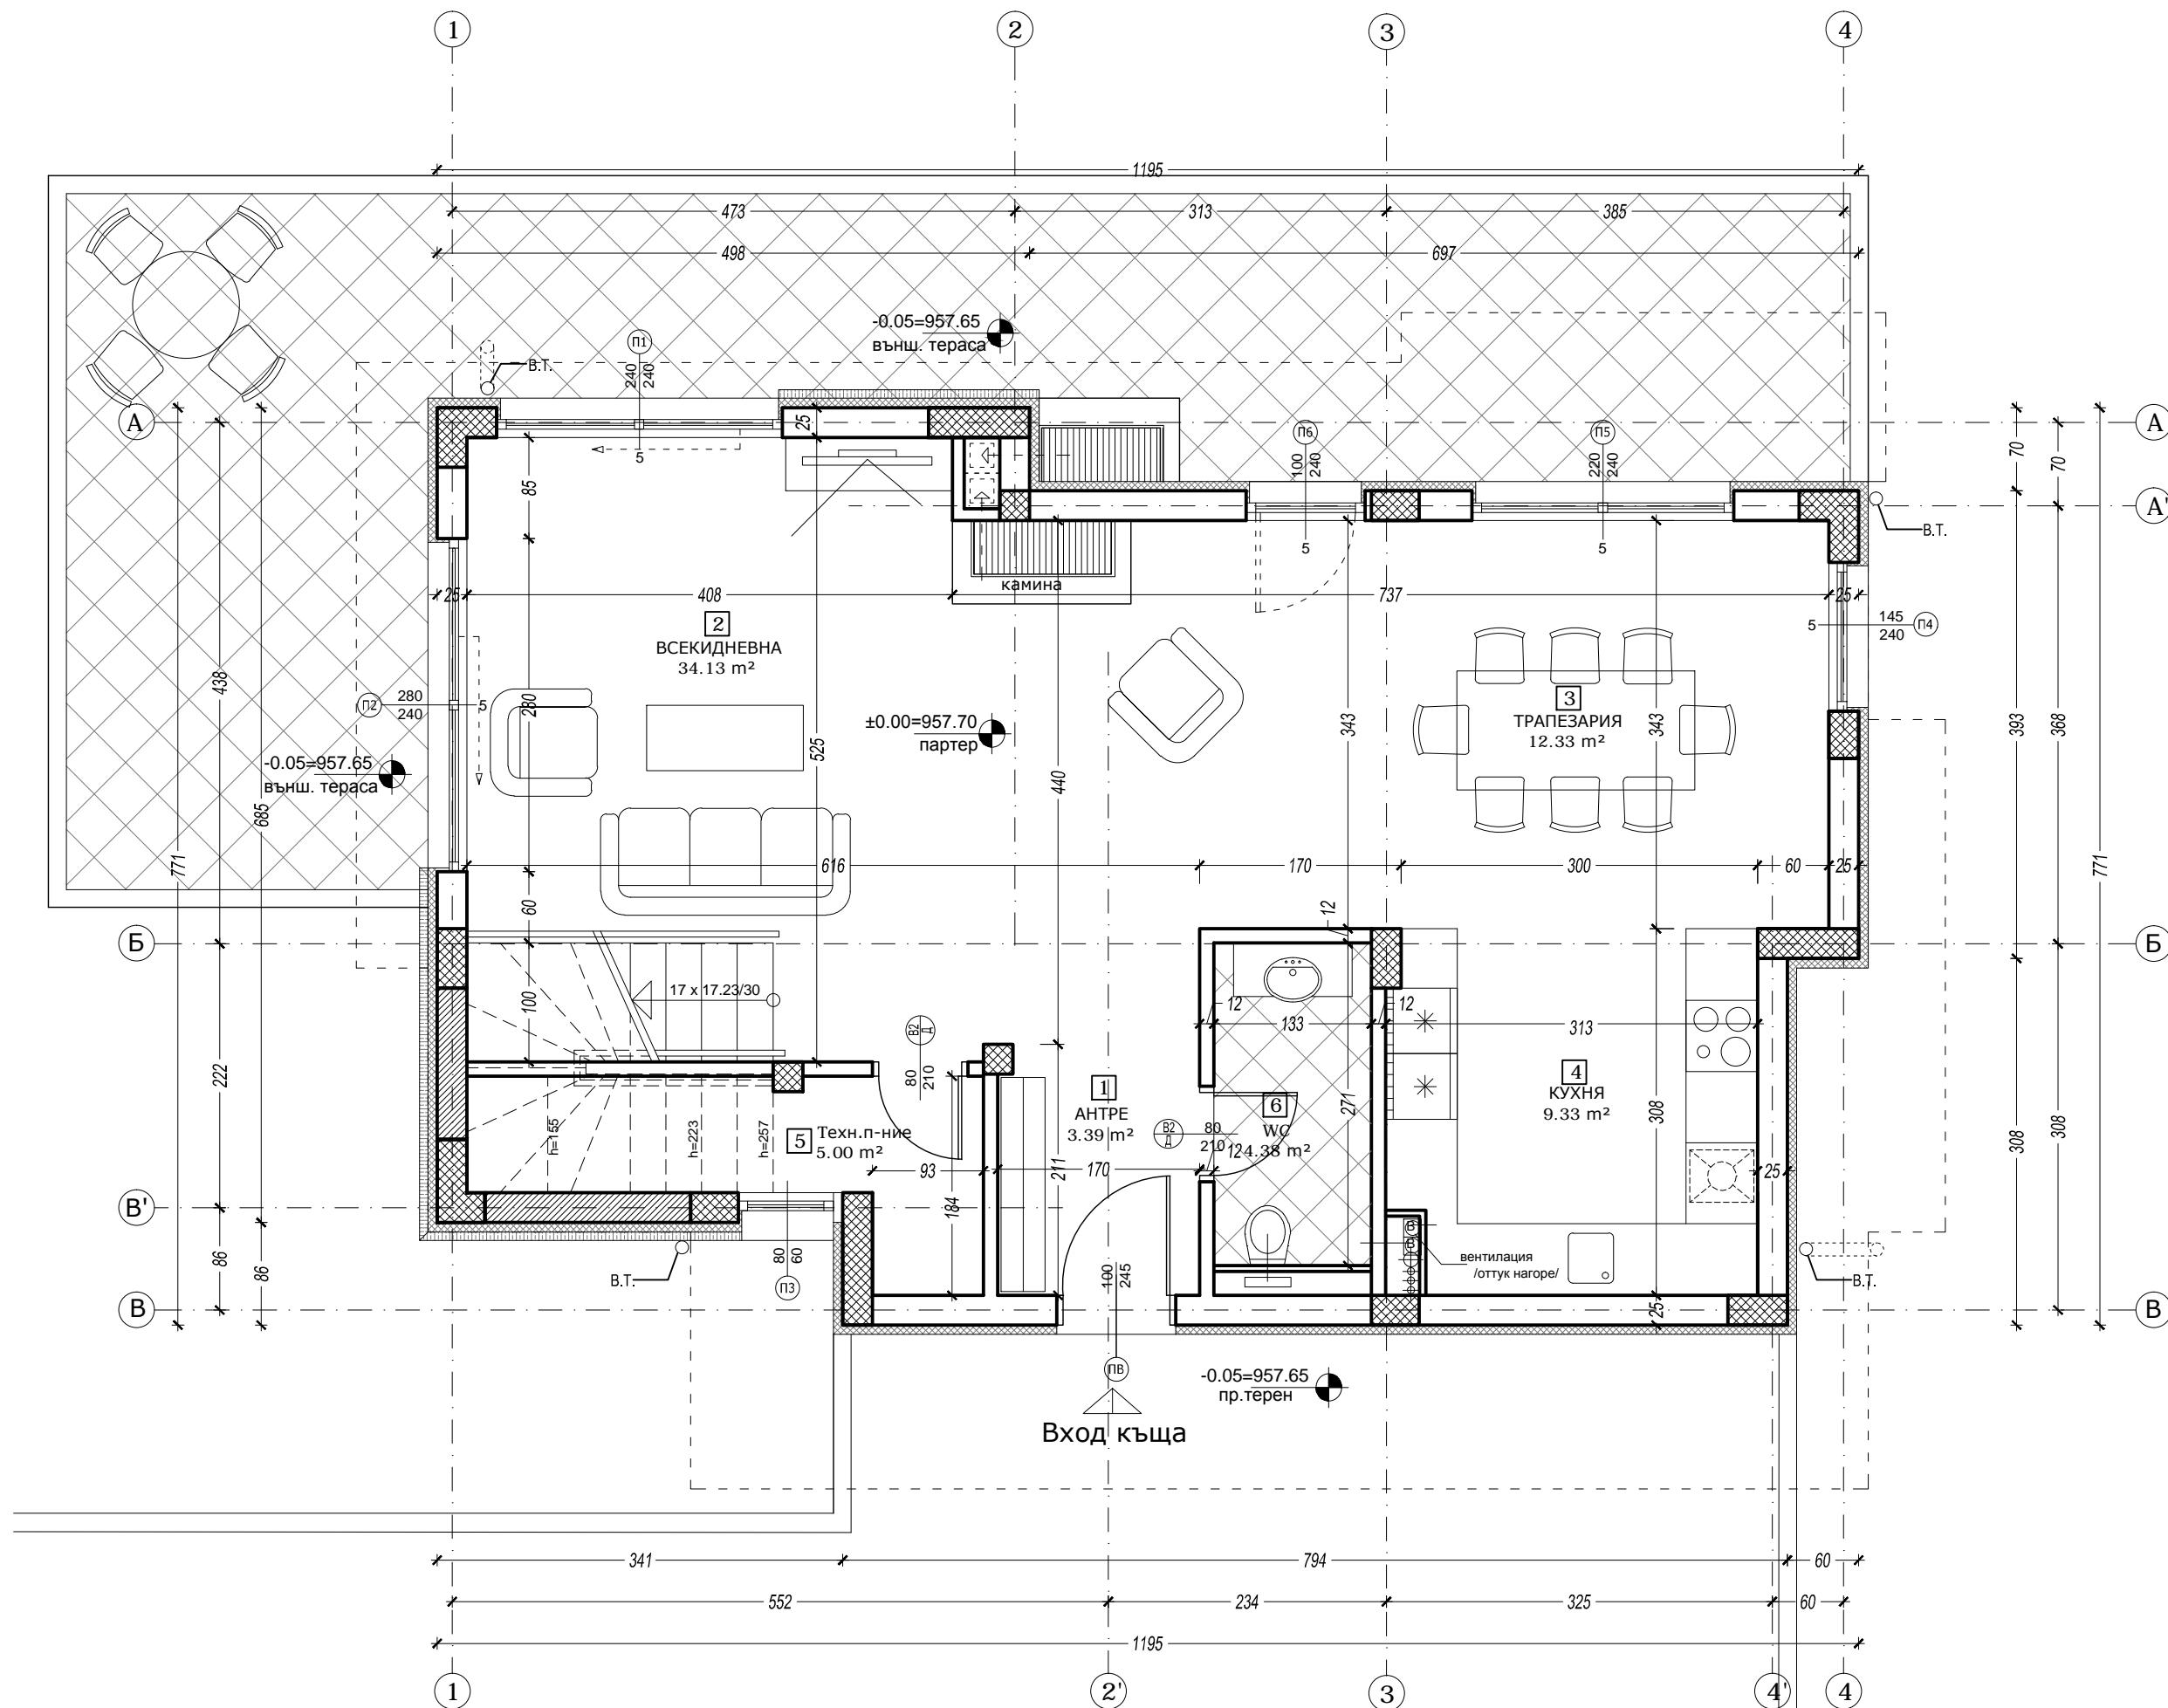 1
2
3
4
1195
473
313
385
498
697
-0.05=957.65
външ. тераса
П1
240
240
В.Т.
5
А
А
25
70
70
П6
100
240
5
П5
220
240
5
А'
В.Т.
85
камина
25
408
737
25
2
ВСЕКИДНЕВНА
34.13 m²
5
145
240
П4
П2
280
240
5
280
438
685
771
525
±0.00=957.70
партер
440
343
3
ТРАПЕЗАРИЯ
12.33 m²
343
393
368
771
-0.05=957.65
външ. тераса
616
170
300
60
25
60
12
Б
Б
100
17 x 17.23/30
В2
Д
80
210
12
133
12
313
222
1
АНТРЕ
3.39 m²
В2
Д
80
210
6
WC
4.38 m²
12
271
4
КУХНЯ
9.33 m²
308
308
308
h=155
h=223
h=257
5
Техн.п-ние
5.00 m²
93
170
211
184
25
В'
86
86
80
60
П3
В.Т.
100
245
вентилация
/оттук нагоре/
25
В.Т.
В
В
ПВ
-0.05=957.65
пр.терен
Вход къща
341
794
60
552
234
325
60
1195
1
2'
3
4'
4